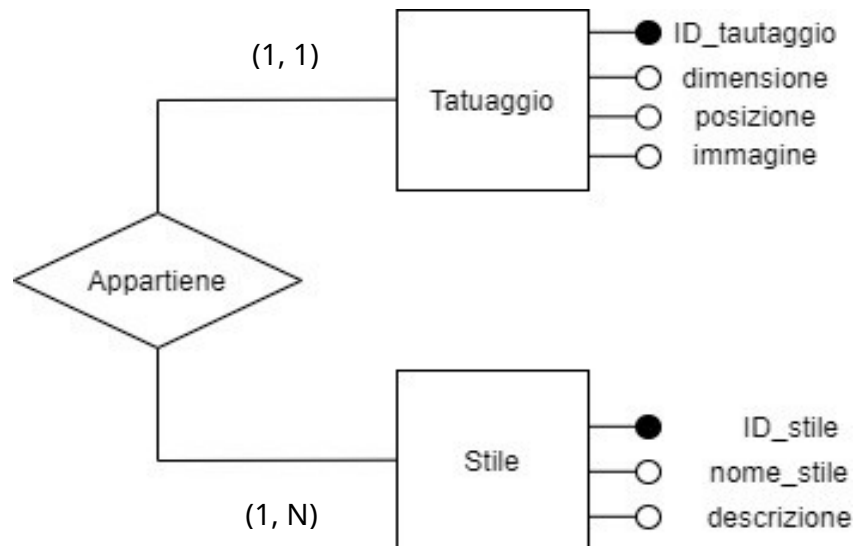 (1, 1)
Tatuaggio
ID_tautaggio
dimensione
posizione
immagine
Appartiene
Stile
ID_stile
nome_stile
descrizione
(1, N)